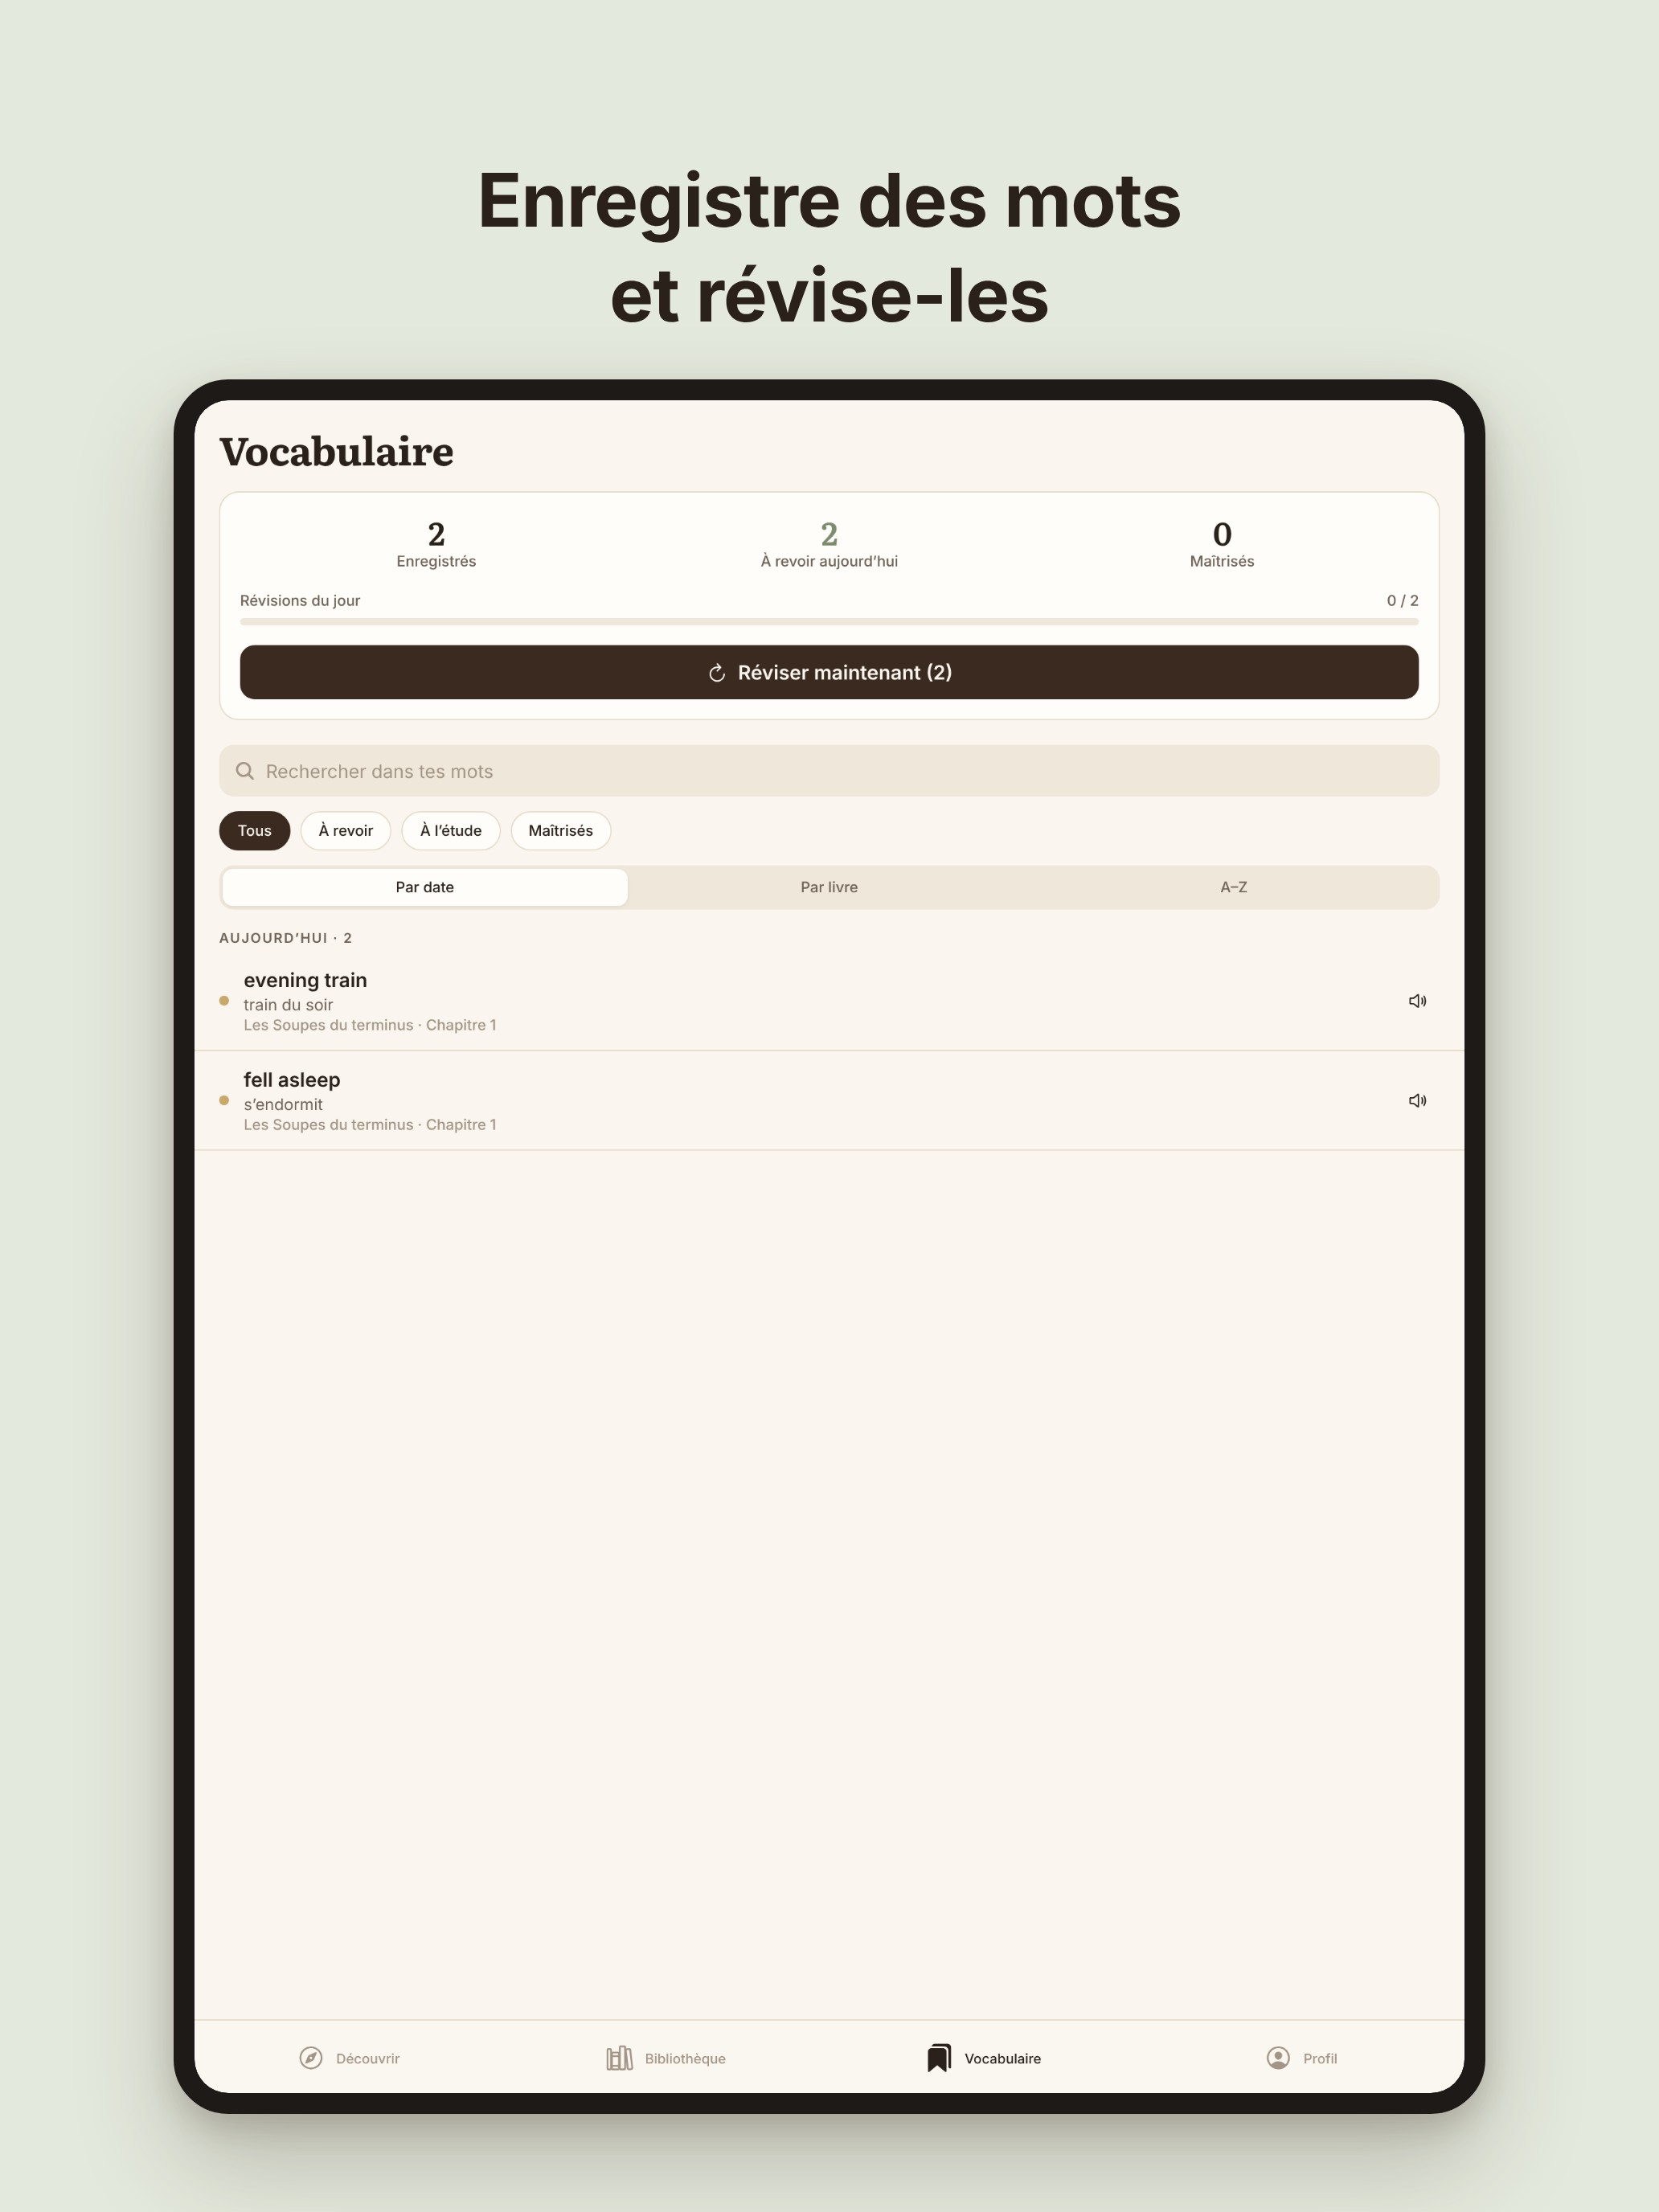 Enregistre des mots
et révise-les
Vocabulaire
2
Enregistrés
2
À revoir aujourd’hui
0
Maîtrisés
Révisions du jour
0 / 2
Réviser maintenant (2)
Rechercher dans tes mots
Tous
À revoir
À l’étude
Maîtrisés
Par date
Par livre
A–Z
AUJOURD’HUI · 2
evening train
train du soir
Les Soupes du terminus · Chapitre 1
fell asleep
s’endormit
Les Soupes du terminus · Chapitre 1
Découvrir
Bibliothèque
Vocabulaire
Profil